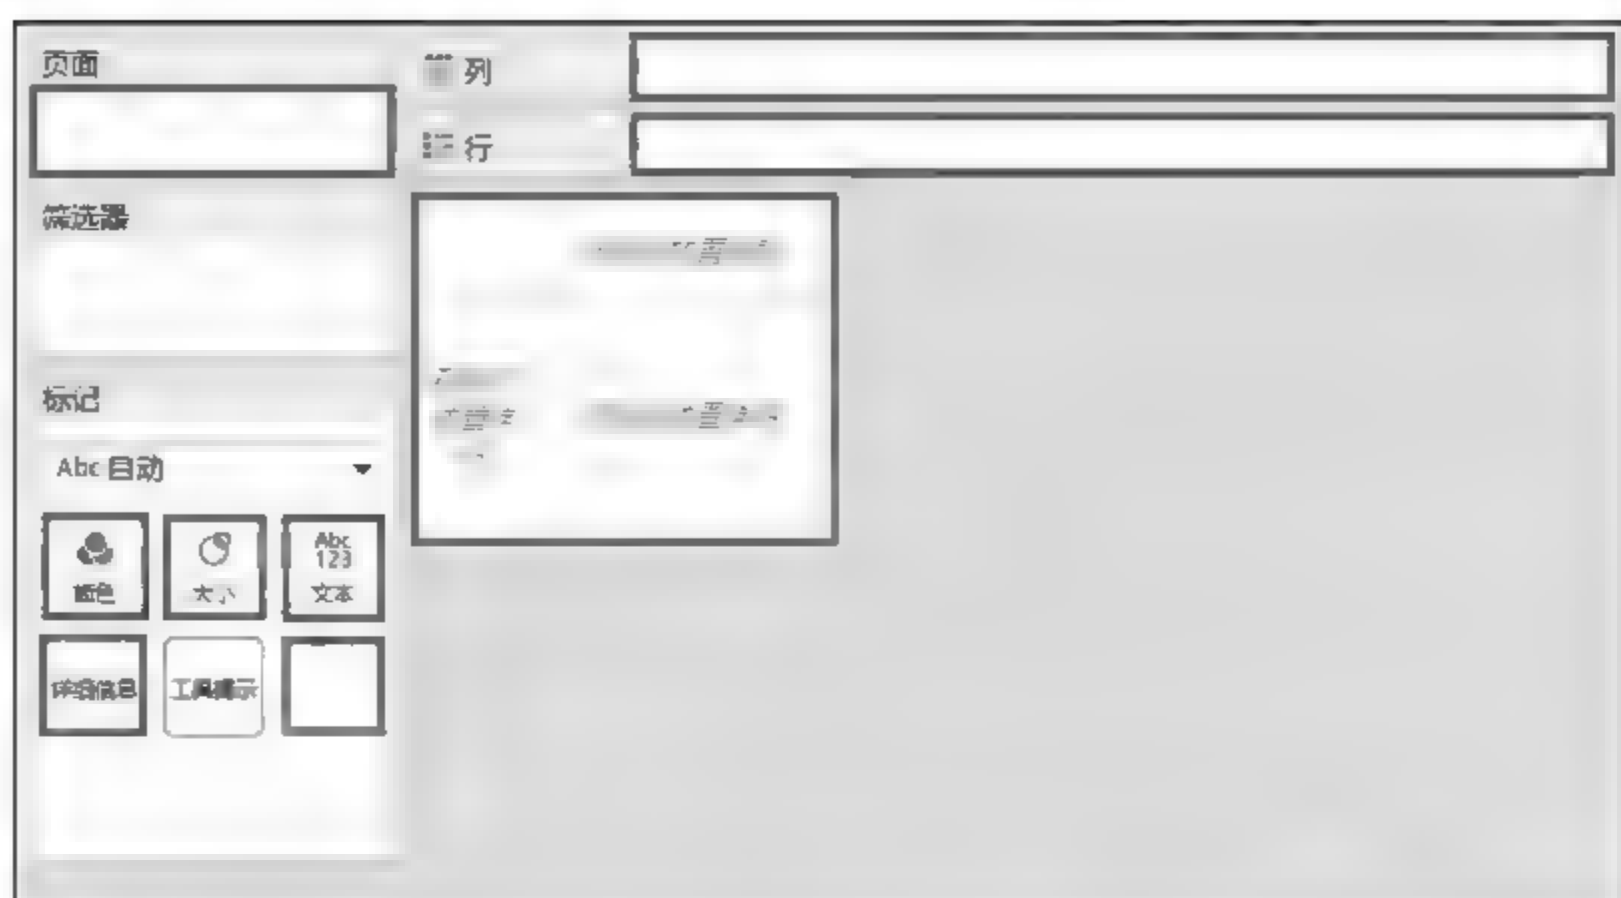 页面
列
行
筛选器
标记
Abc 自动
颜色
大小
Abc
123
文本
详细信息
工具提示